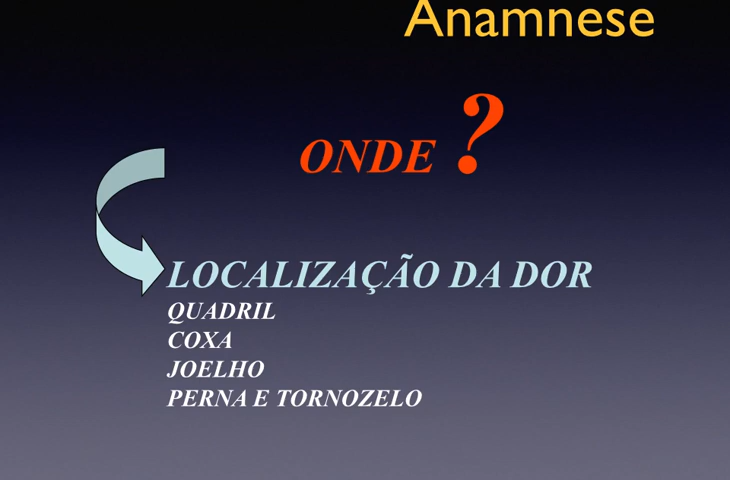 Anamnese
ONDE ?
LOCALIZAÇÃO DA DOR
QUADRIL
COXA
JOELHO
PERNA E TORNOZELO